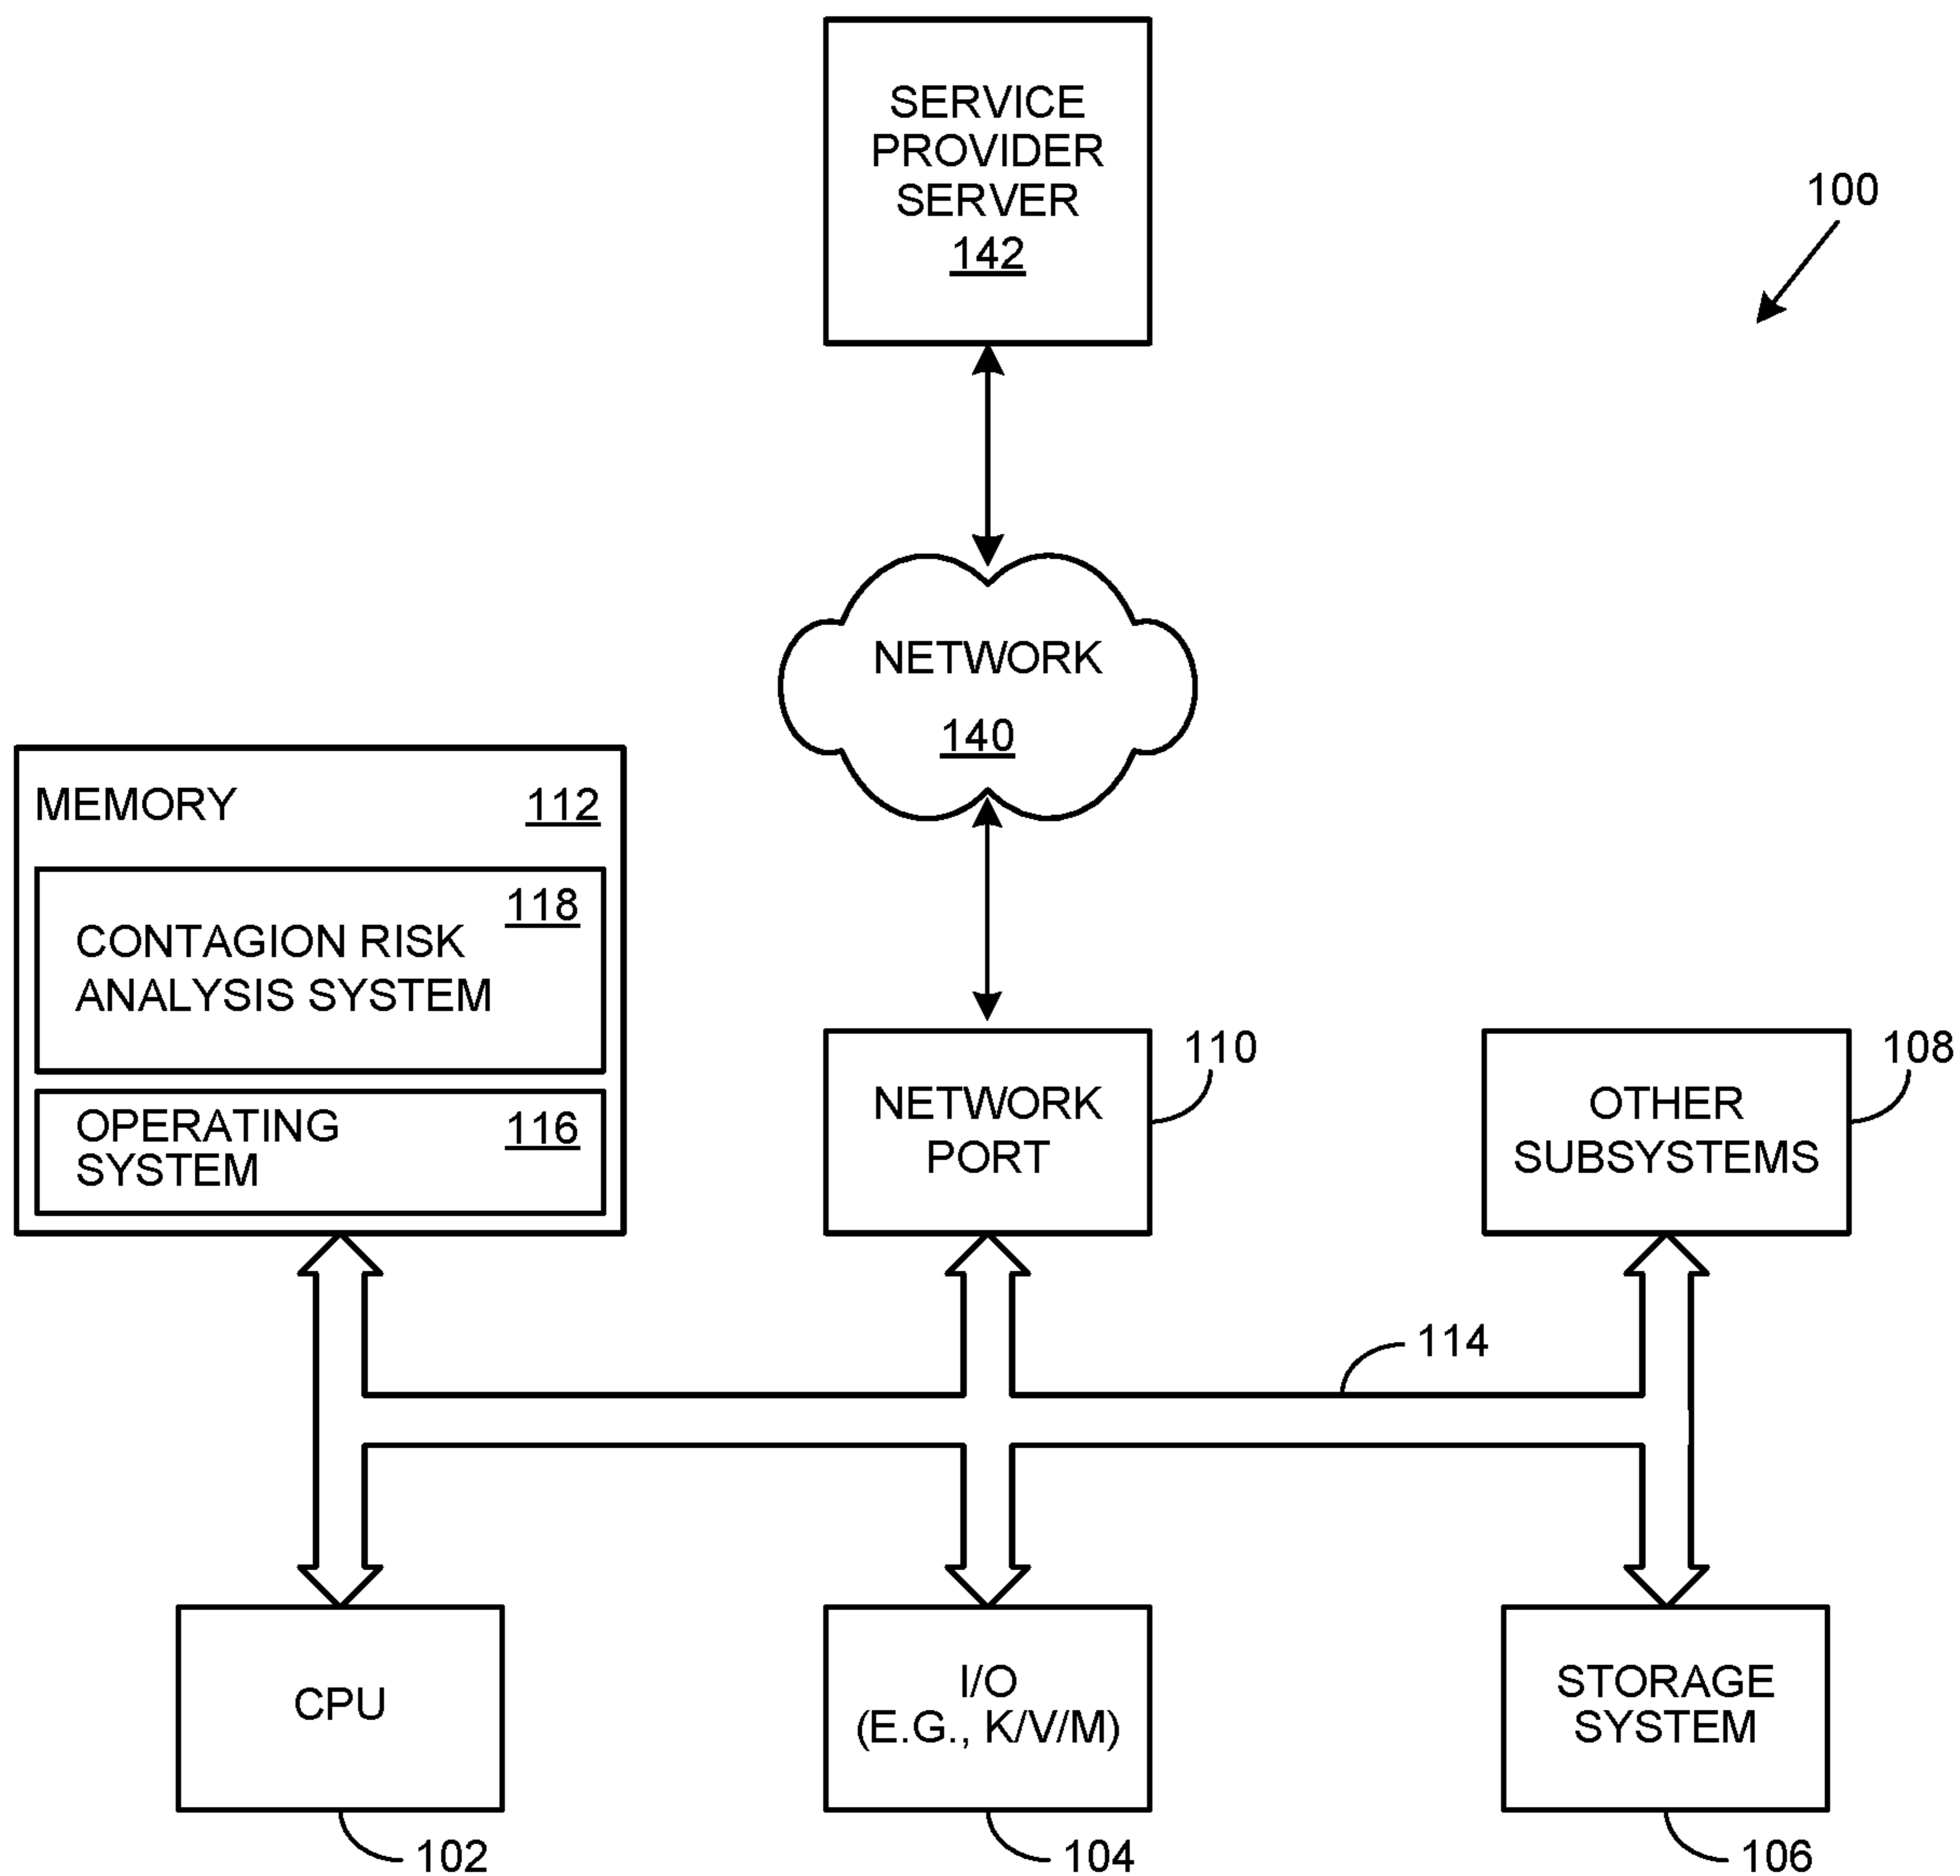 SERVICE
PROVIDER
SERVER
142
100
NETWORK
140
MEMORY 112
118
CONTAGION RISK
ANALYSIS SYSTEM
OPERATING
SYSTEM
116
NETWORK
PORT
110
OTHER
SUBSYSTEMS
108
114
CPU
102
I/O
(E.G., K/V/M)
104
STORAGE
SYSTEM
106